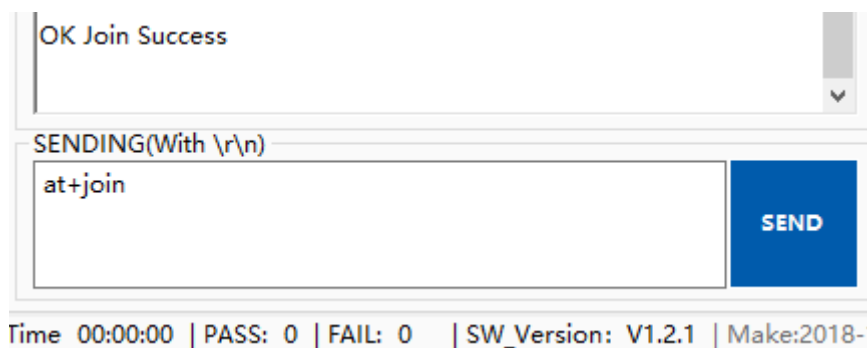 OK Join Success
SENDING(With \r\n)
at+join
SEND
Time 00:00:00 | PASS: 0 | FAIL: 0 | SW_Version: V1.2.1 | Make:2018-